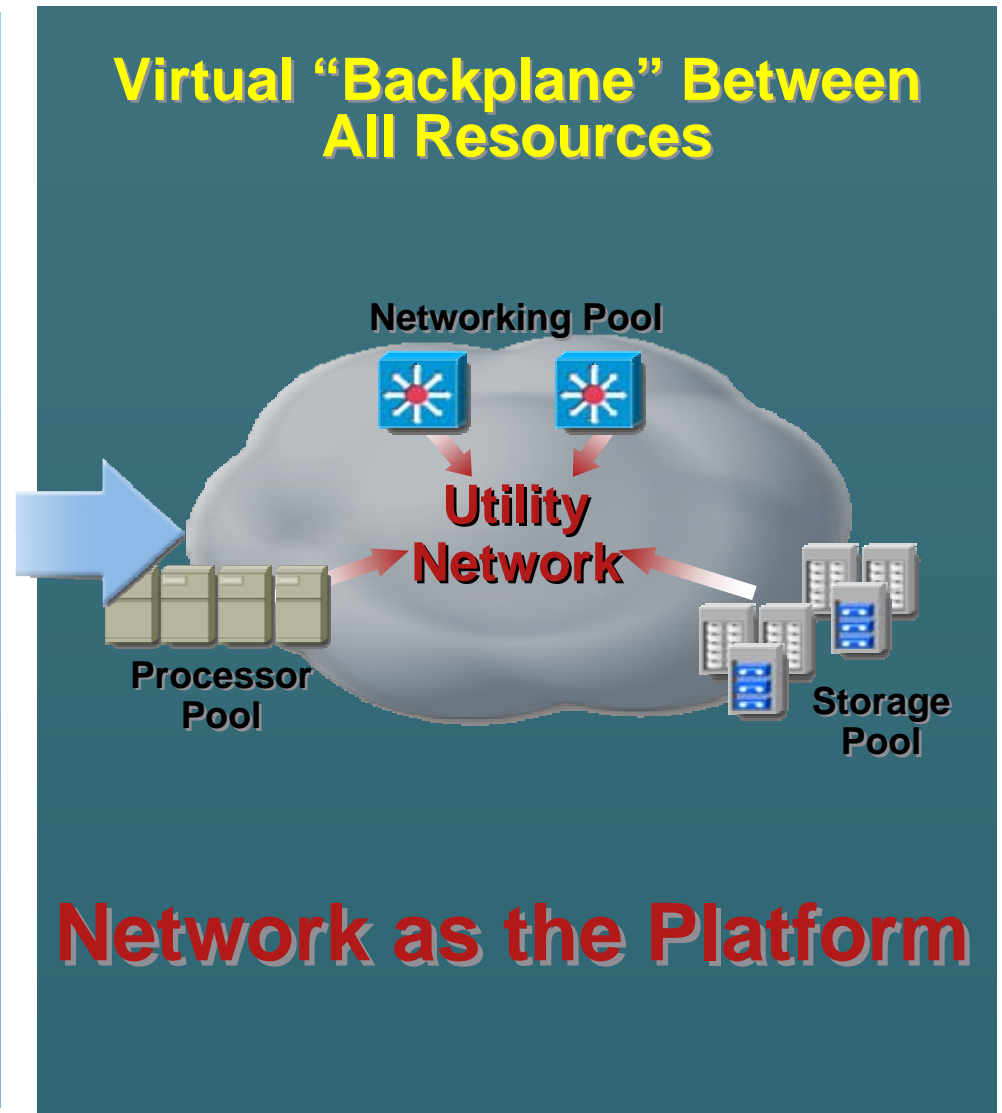 Virtual “Backplane” Between
All Resources
Networking Pool
Utility
Network
Processor
Pool
Storage
Pool
Network as the Platform